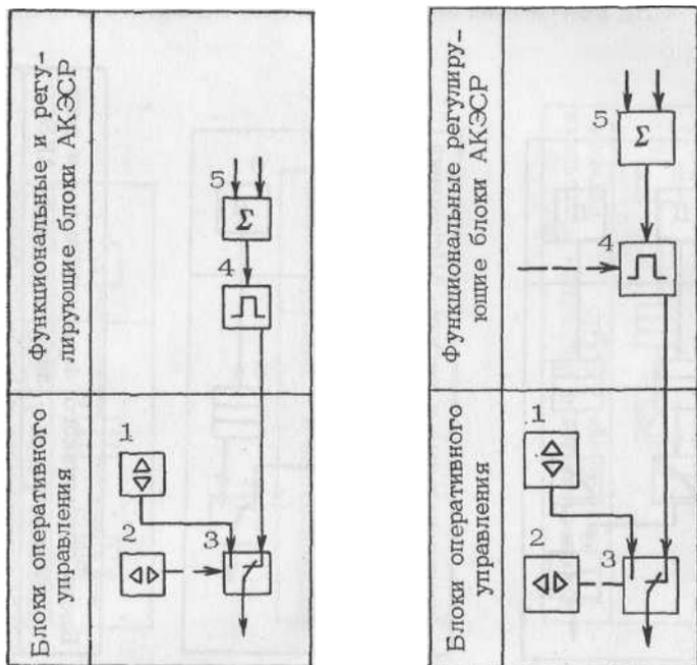 Функциональные и регу-
лирующие блоки АКЭСР
5
Σ
4
1
2
3
Блоки оперативного
управления
Функциональные регулиру-
ющие блоки АКЭСР
5
Σ
4
1
2
3
Блоки оперативного
управления